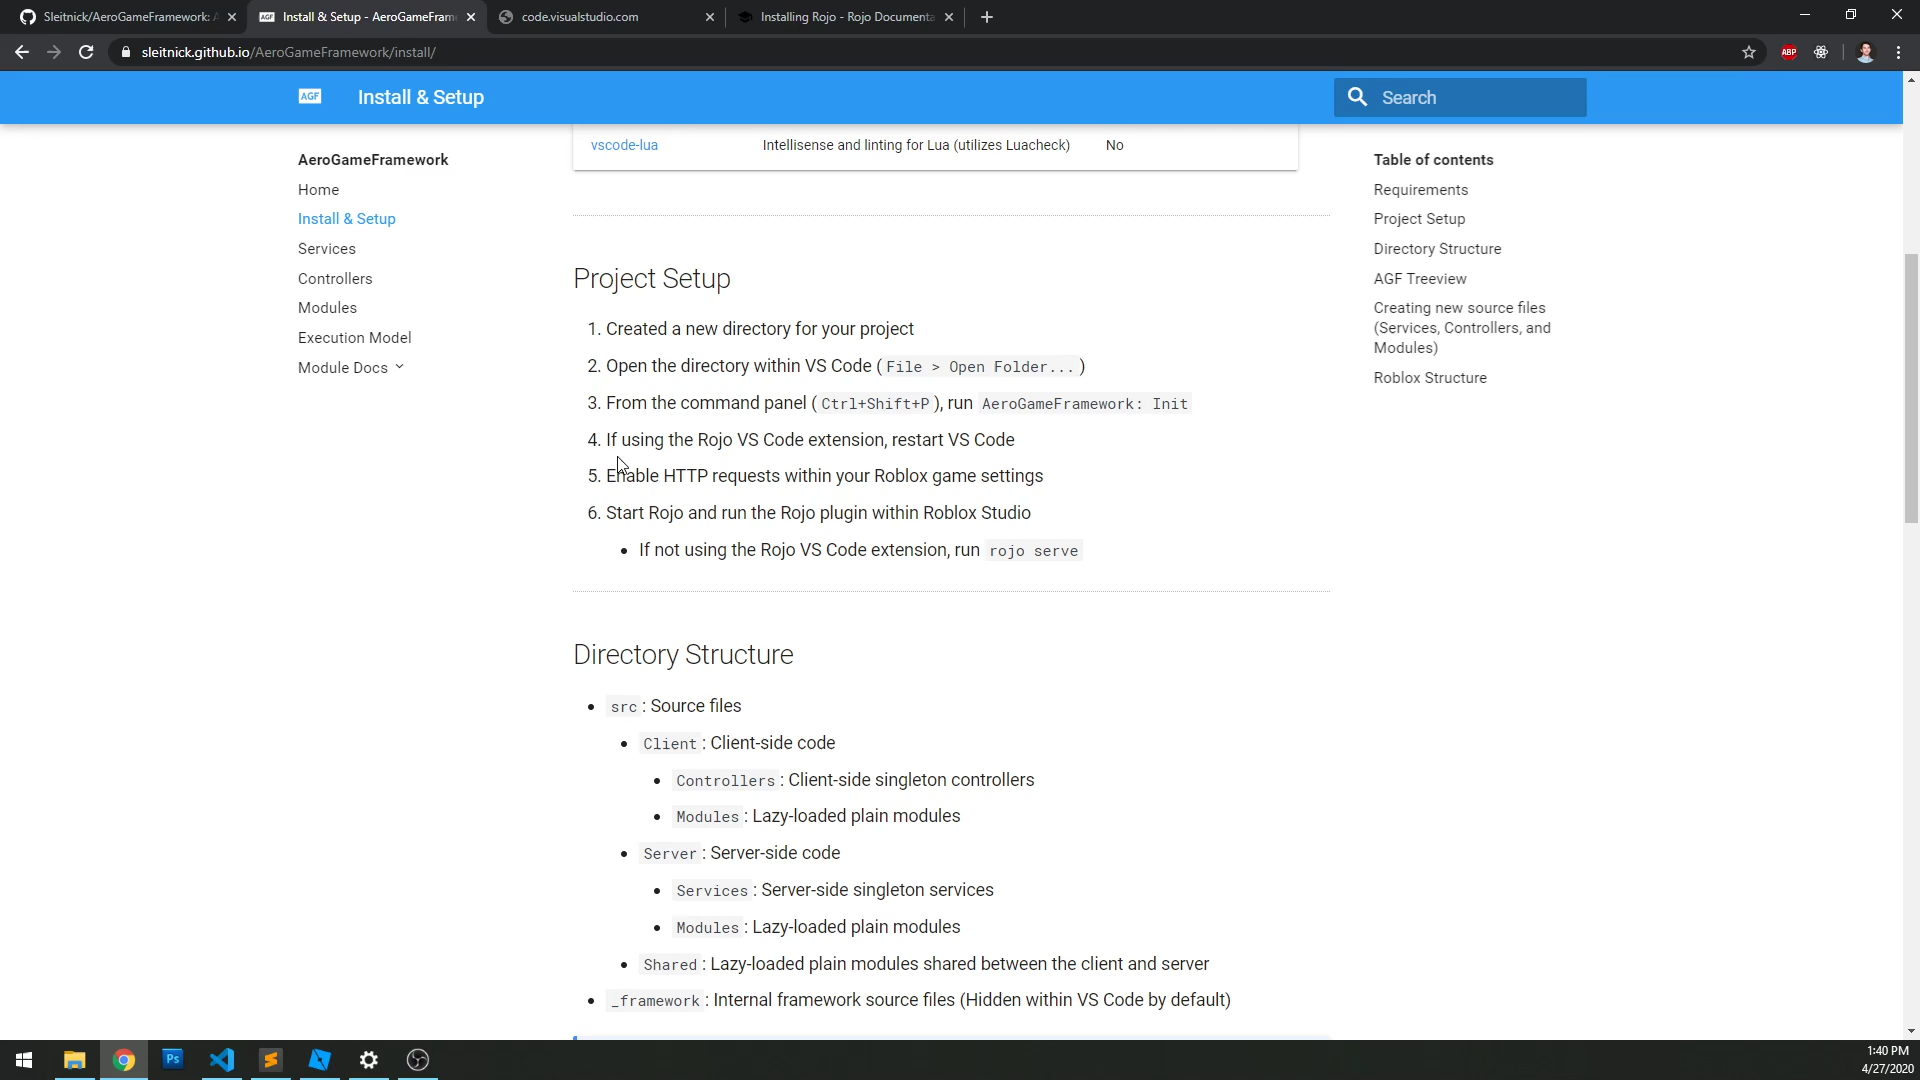 Sleitnick/AeroGameFramework:
Install & Setup - AeroGameFram
code.visualstudio.com
Installing Rojo - Rojo Documenta
sleitnick.github.io/AeroGameFramework/install/
ABP
AGF
Install & Setup
Search
AeroGameFramework
Home
Install & Setup
Services
Controllers
Modules
Execution Model
Module Docs
vscode-lua Intellisense and linting for Lua (utilizes Luacheck) No
Project Setup
1. Created a new directory for your project
2. Open the directory within VS Code ( File > Open Folder... )
3. From the command panel ( Ctrl+Shift+P ), run AeroGameFramework: Init
4. If using the Rojo VS Code extension, restart VS Code
5. Enable HTTP requests within your Roblox game settings
6. Start Rojo and run the Rojo plugin within Roblox Studio
• If not using the Rojo VS Code extension, run rojo serve
Directory Structure
• src : Source files
• Client : Client-side code
• Controllers : Client-side singleton controllers
• Modules : Lazy-loaded plain modules
• Server : Server-side code
• Services : Server-side singleton services
• Modules : Lazy-loaded plain modules
• Shared : Lazy-loaded plain modules shared between the client and server
• _framework : Internal framework source files (Hidden within VS Code by default)
Table of contents
Requirements
Project Setup
Directory Structure
AGF Treeview
Creating new source files
(Services, Controllers, and
Modules)
Roblox Structure
Ps
1:40 PM
4/27/2020